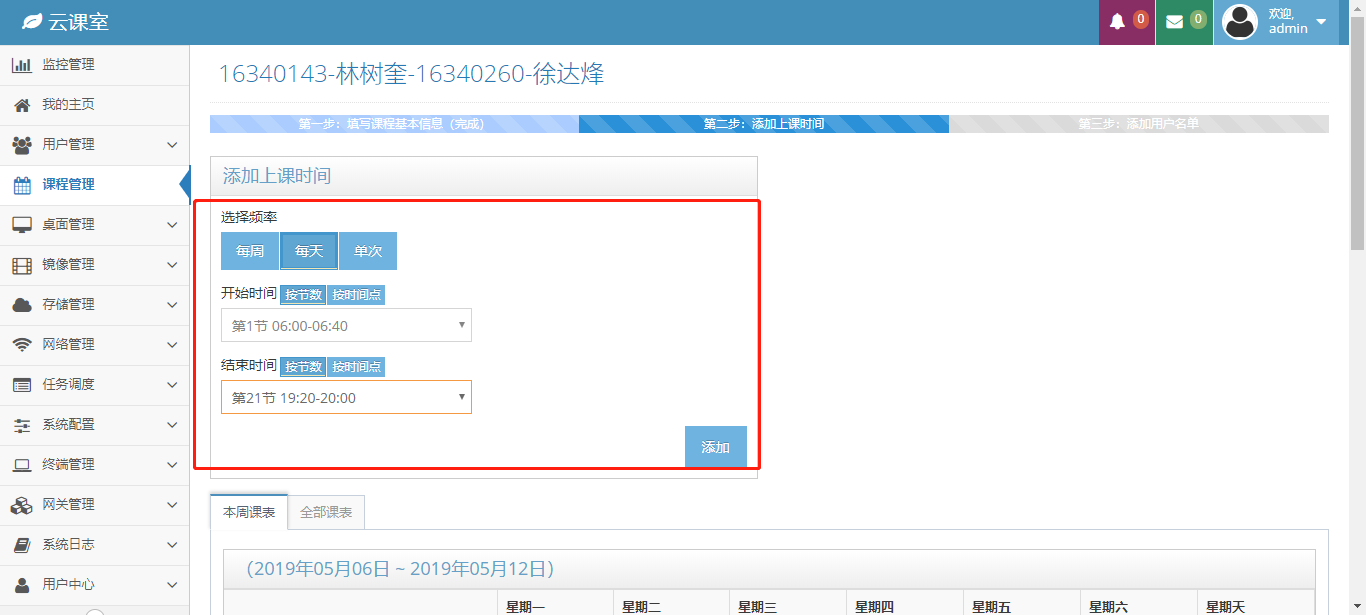 云课室
0
0
欢迎,
admin
监控管理
我的主页
用户管理
课程管理
桌面管理
镜像管理
存储管理
网络管理
任务调度
系统配置
终端管理
网关管理
系统日志
用户中心
16340143-林树奎-16340260-徐达烽
第一步：填写课程基本信息（完成）
第二步：添加上课时间
第三步：添加用户名单
添加上课时间
选择频率
每周 每天 单次
开始时间 按节数 按时间点
第1节 06:00-06:40
结束时间 按节数 按时间点
第21节 19:20-20:00
添加
本周课表 全部课表
（2019年05月06日 ~ 2019年05月12日）
星期一 星期二 星期三 星期四 星期五 星期六 星期天